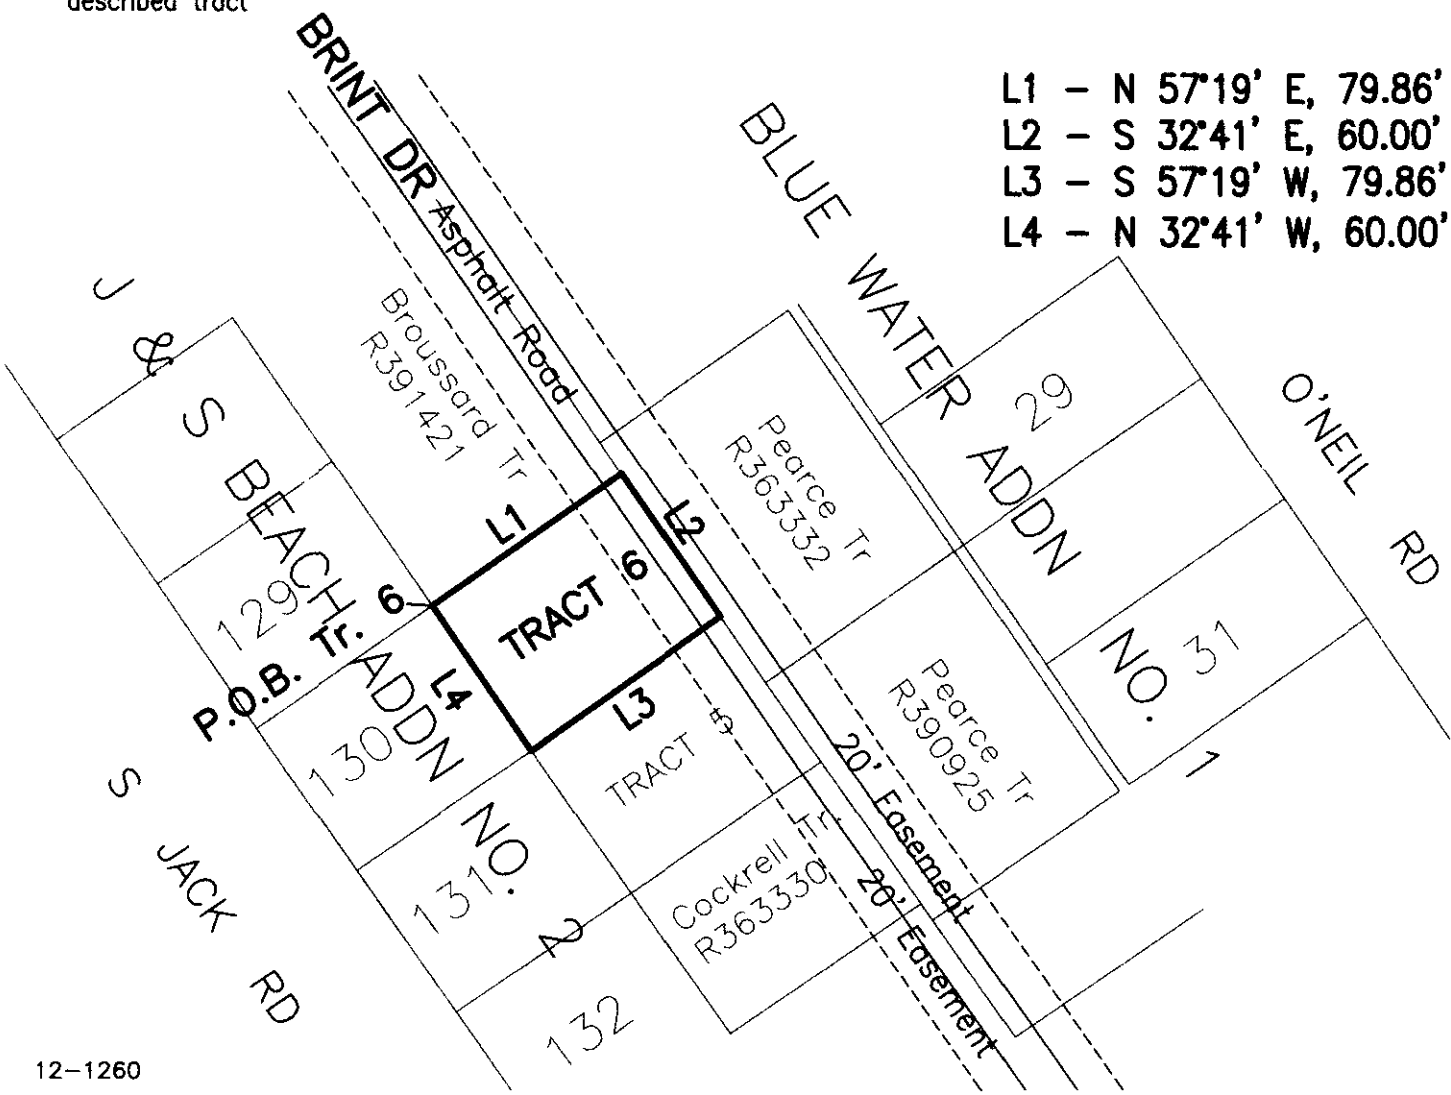 described tract
BRINT DR Asphalt Road
L1 - N 57°19' E, 79.86'
L2 - S 32°41' E, 60.00'
L3 - S 57°19' W, 79.86'
L4 - N 32°41' W, 60.00'
BLUE WATER ADDN NO. 1
J & S BEACH ADDN NO. 2
Broussard Tr
R391421
Pearce Tr
R363332
29
O'NEIL RD
L1
L2
TRACT 6
L3
L4
P.O.B. Tr. 6
129
130
131
132
31
Pearce Tr
R390925
TRACT 5
20' Easement
20' Easement
Cockrell Tr.
R363330
S JACK RD
12-1260